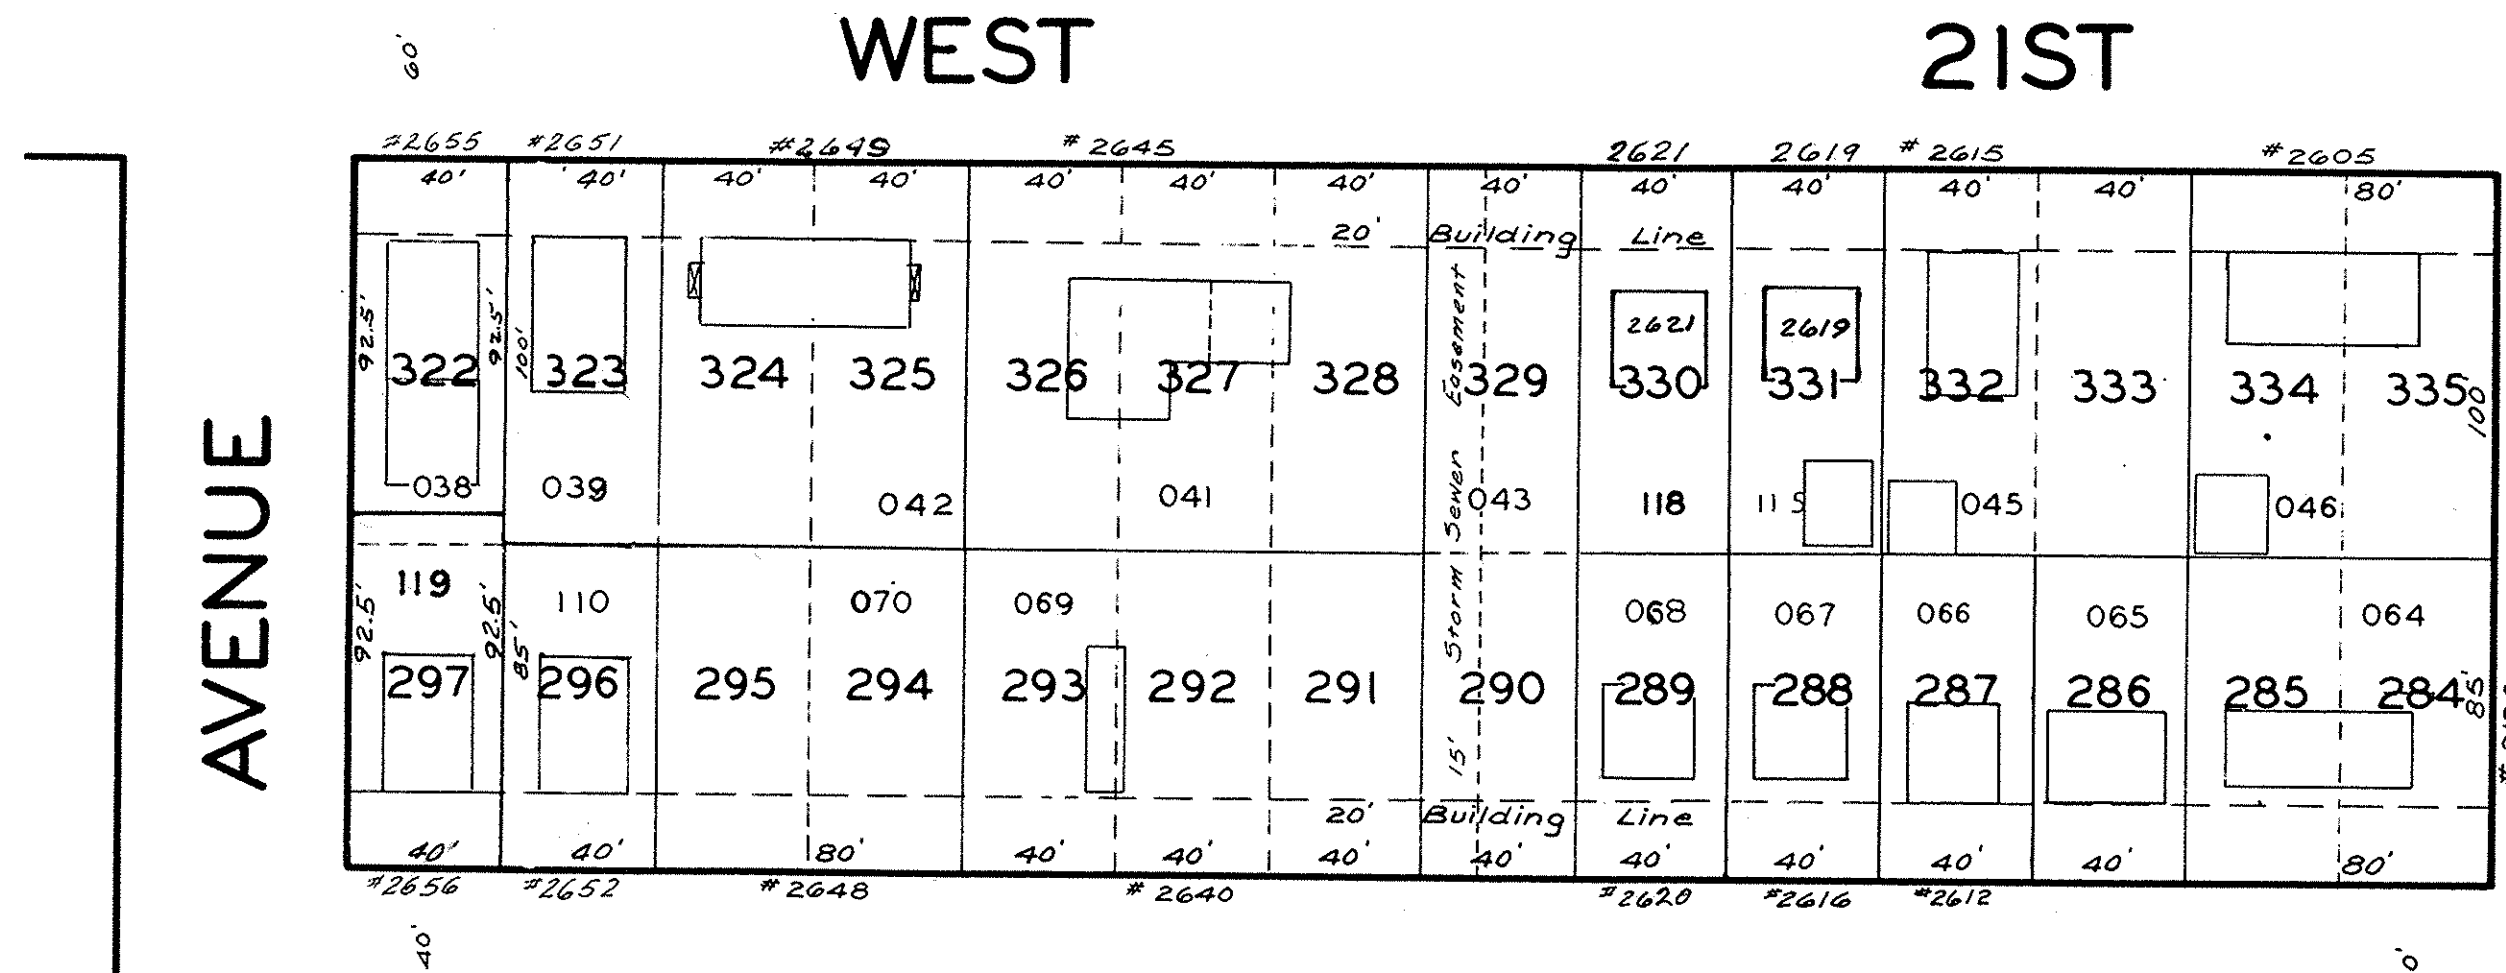 WEST 21ST
60'
#2655 #2651 #2649 #2645 2621 2619 #2615 #2605
40' 40' 40' 40' 40' 40' 40' 40' 40' 40' 40' 40' 80'
20' Building Line
92.5' 92.5' 100' 2621 2619
322 323 324 325 326 327 328 329 330 331 332 333 334 335 100
038 039 042 041 043 118 115 045 046
15' Storm Sewer Easement
AVENUE
119 110 070 069 068 067 066 065 064
92.5' 92.5' 85'
297 296 295 294 293 292 291 290 289 288 287 286 285 284 85'
20' Building Line
40' 40' 80' 40' 40' 40' 40' 40' 40' 40' 40' 80'
#2656 #2652 #2648 #2640 #2620 #2616 #2612
40'